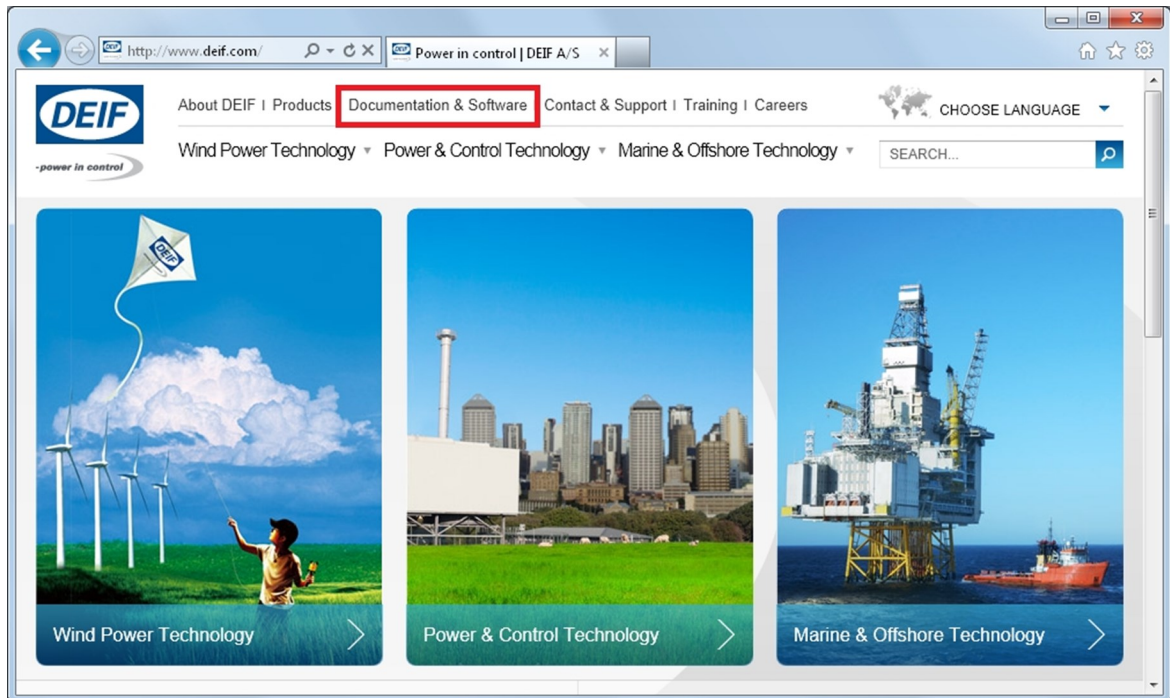 http://www.deif.com/
Power in control | DEIF A/S
DEIF
-power in control
About DEIF | Products Documentation & Software Contact & Support | Training | Careers
CHOOSE LANGUAGE
Wind Power Technology Power & Control Technology Marine & Offshore Technology
SEARCH...
DEIF
Wind Power Technology
Power & Control Technology
Marine & Offshore Technology